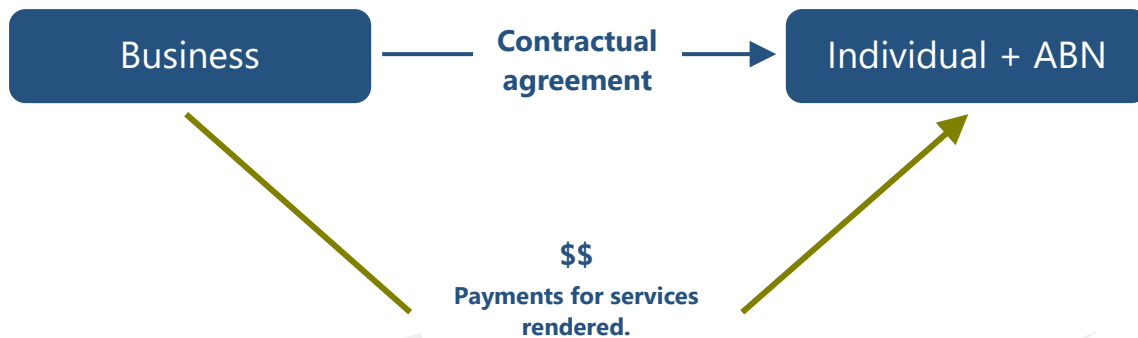 Business
Contractual
agreement
Individual + ABN
$$
Payments for services
rendered.